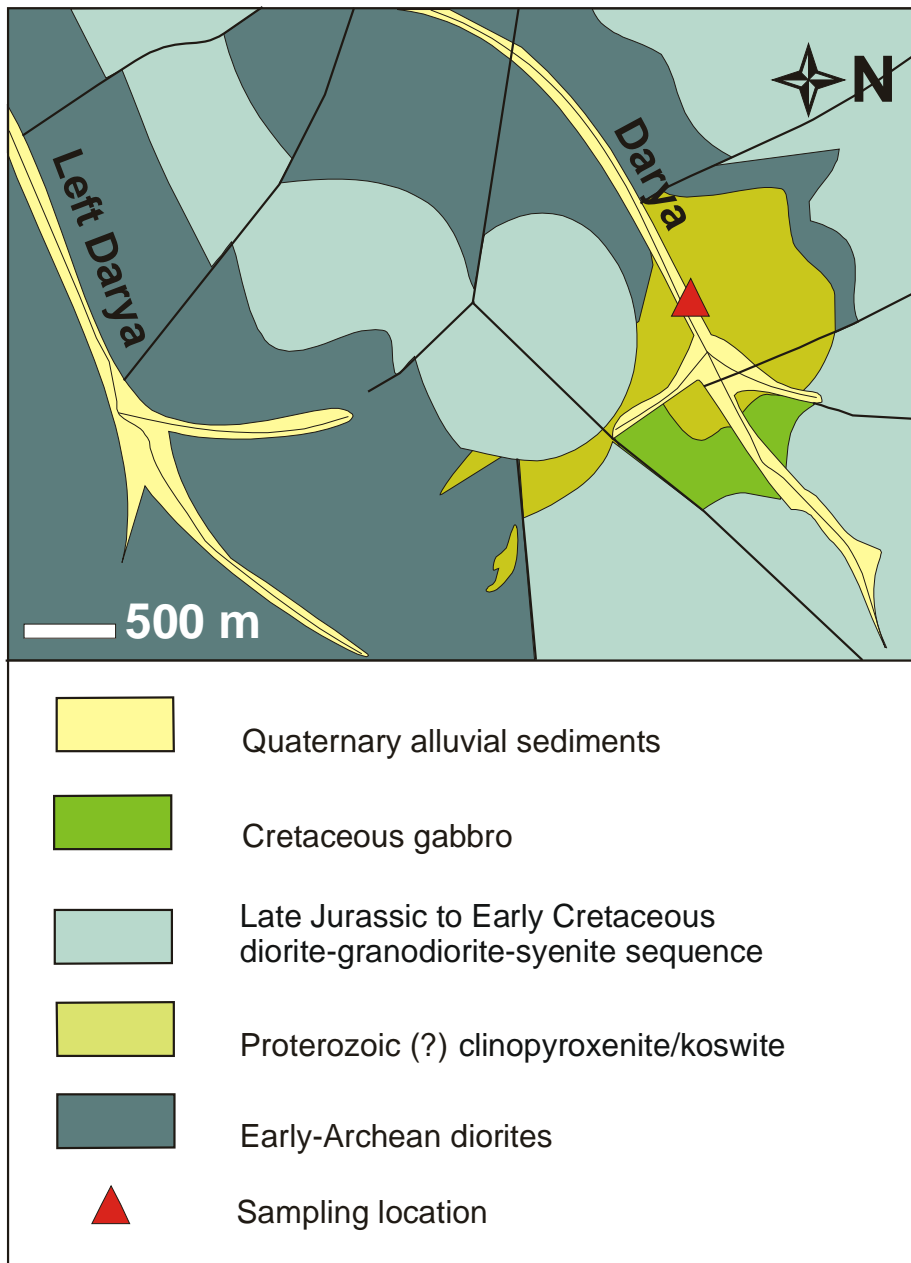 N
Darya
Left Darya
500 m
Quaternary alluvial sediments
Cretaceous gabbro
Late Jurassic to Early Cretaceous
diorite-granodiorite-syenite sequence
Proterozoic (?) clinopyroxenite/koswite
Early-Archean diorites
Sampling location